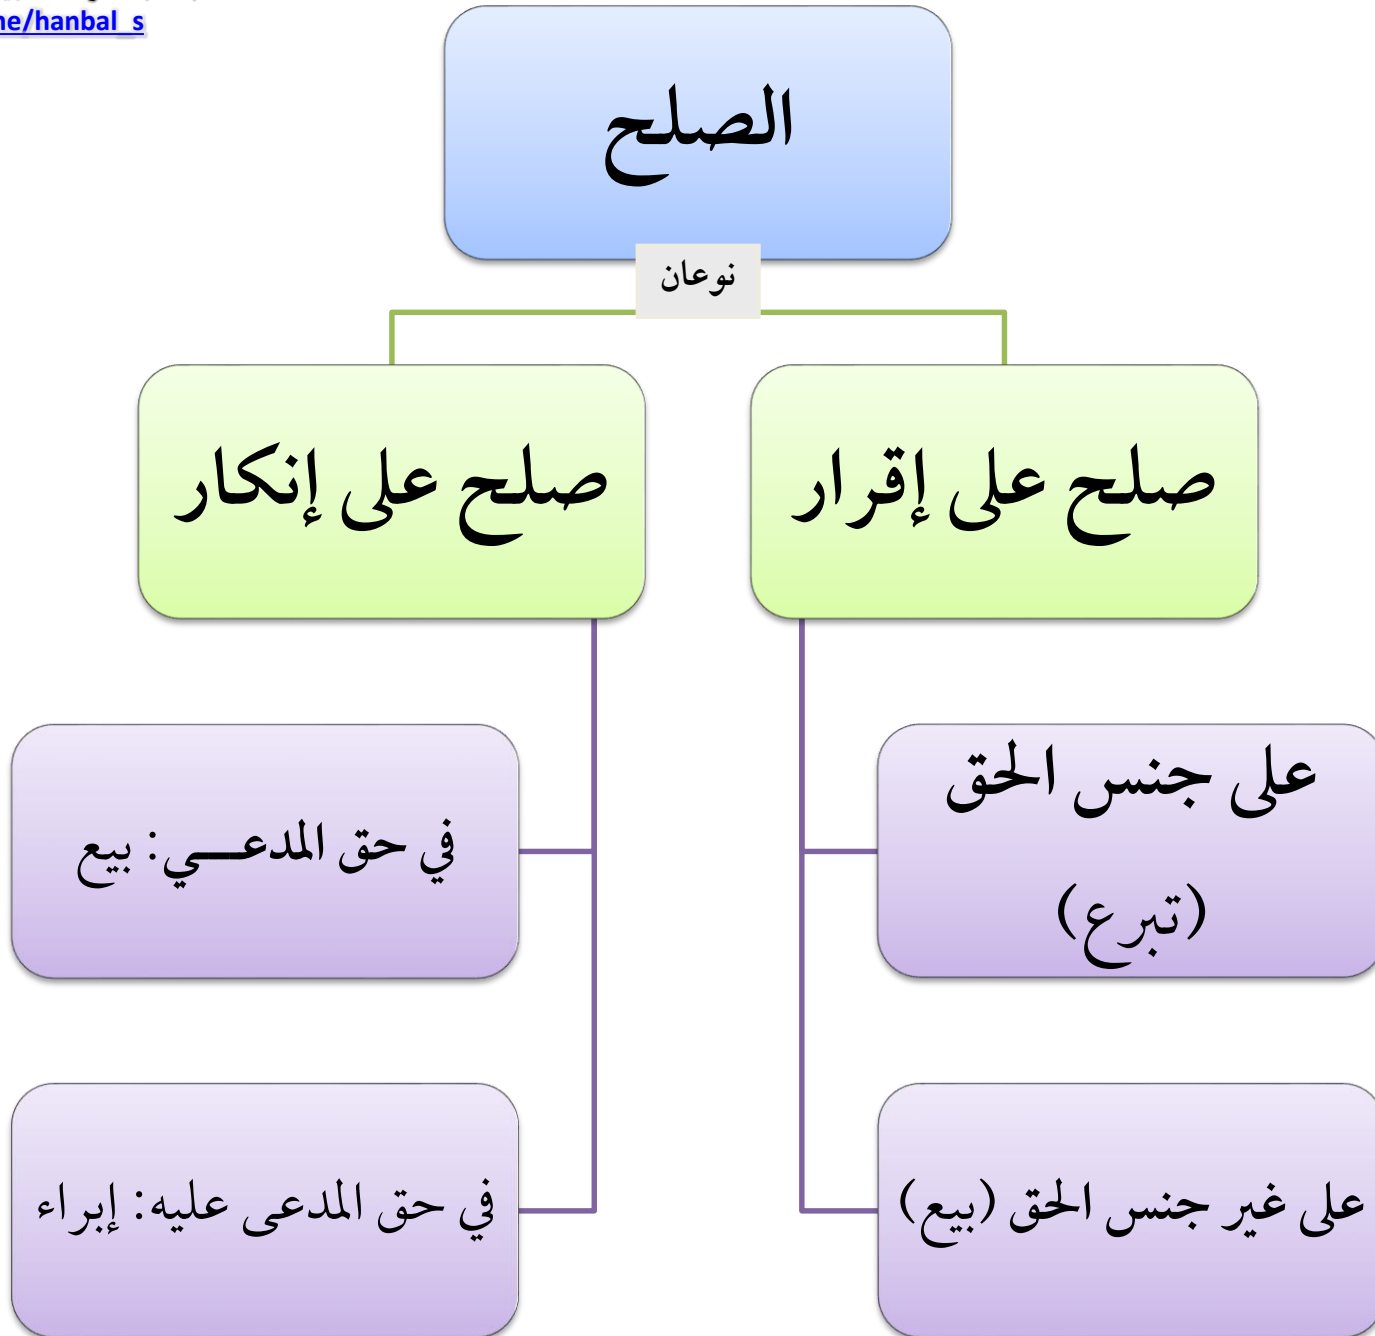 me/hanbal_s
الصلح
نوعان
صلح على إقرار
صلح على إنكار
على جنس الحق
(تبرع)
في حق المدعـــي: بيع
على غير جنس الحق (بيع)
في حق المدعى عليه: إبراء